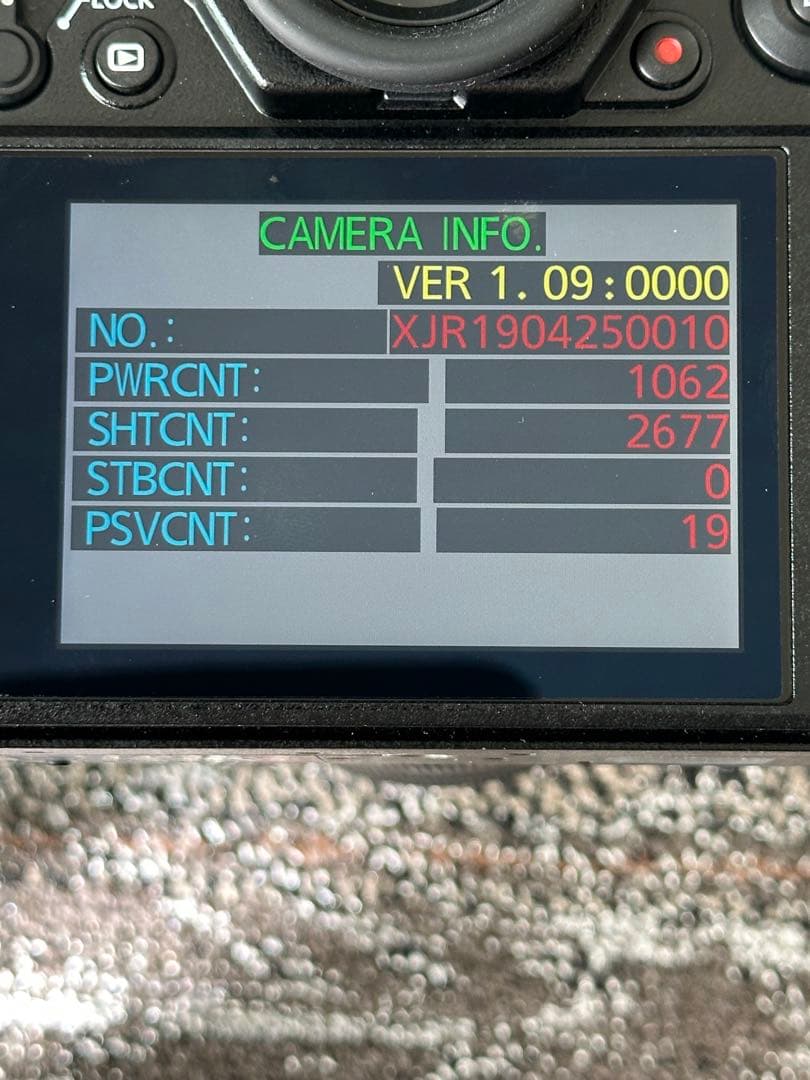 LOCK
CAMERA INFO.
VER 1. 09 : 0000
NO. : XJR1904250010
PWRCNT: 1062
SHTCNT: 2677
STBCNT: 0
PSVCNT: 19